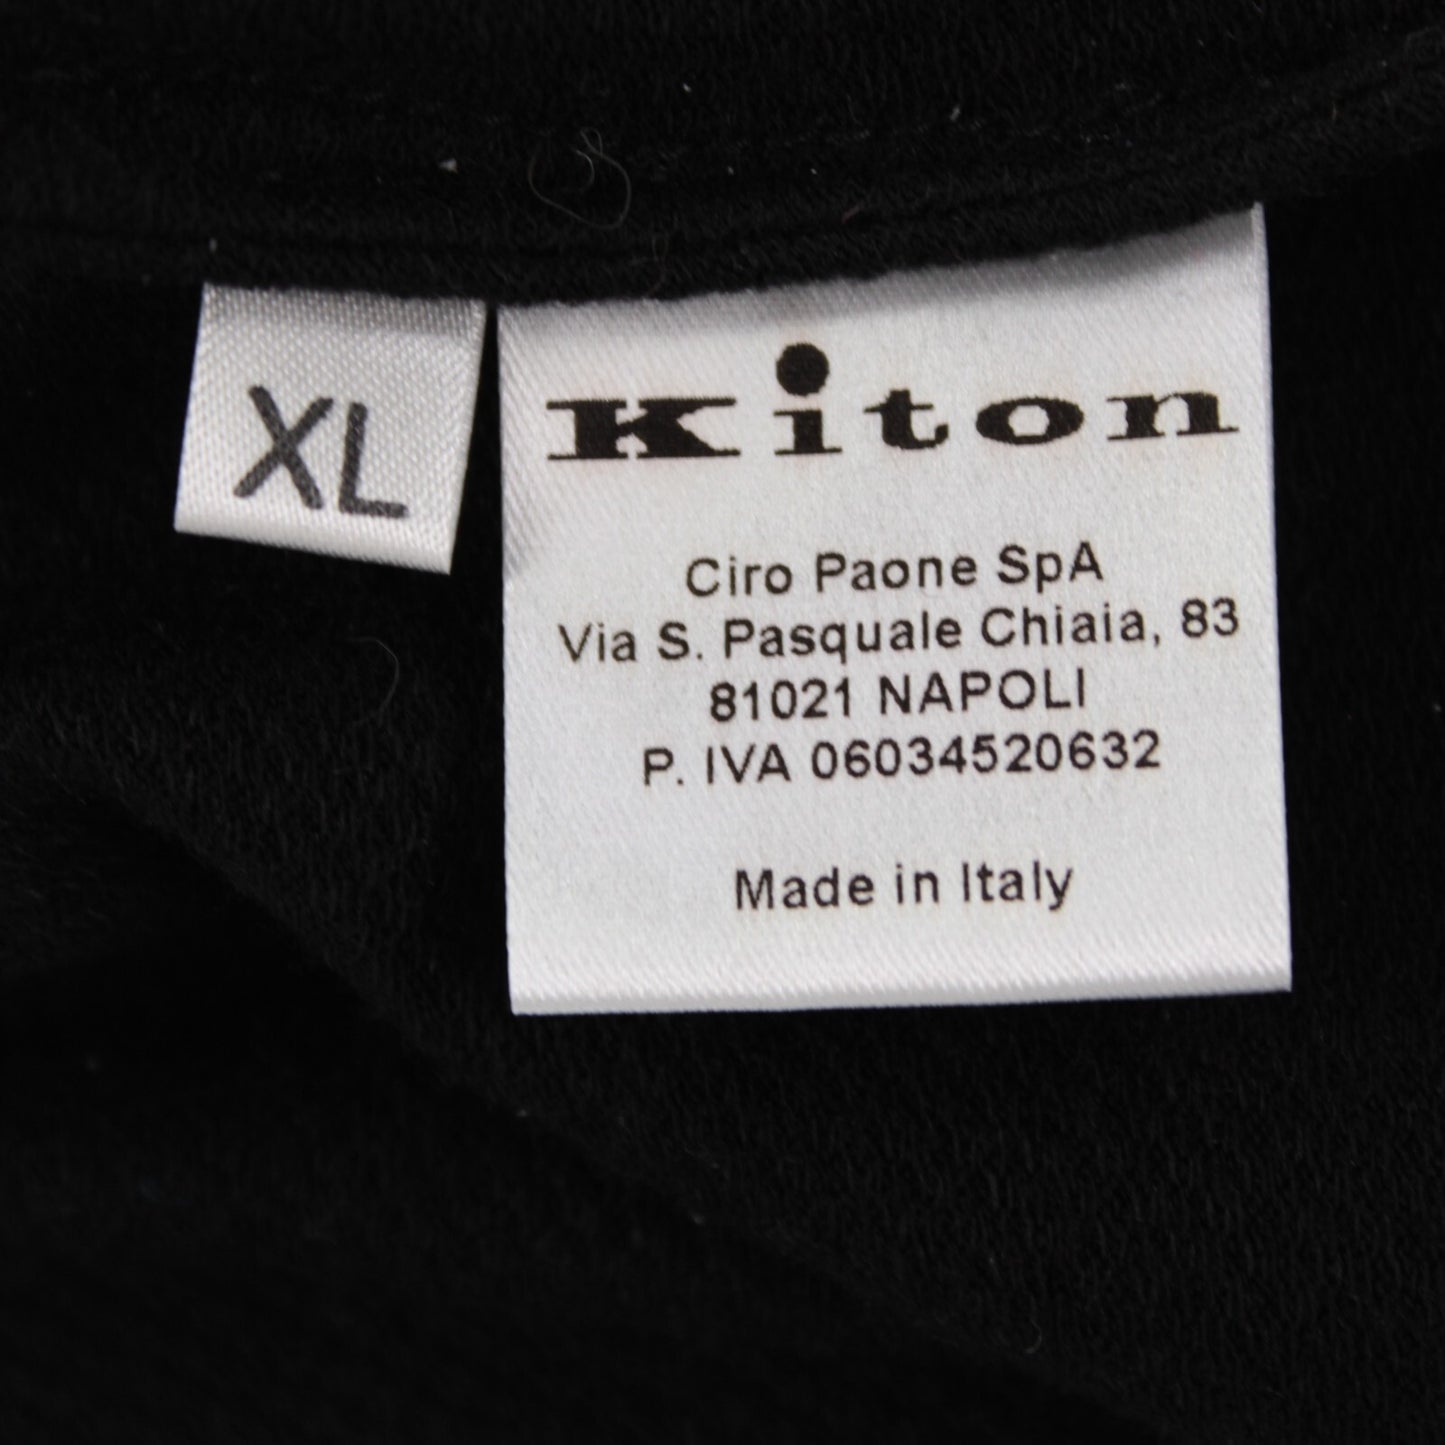 XL
Kiton
Ciro Paone SpA
Via S. Pasquale Chiaia, 83
81021 NAPOLI
P. IVA 06034520632
Made in Italy